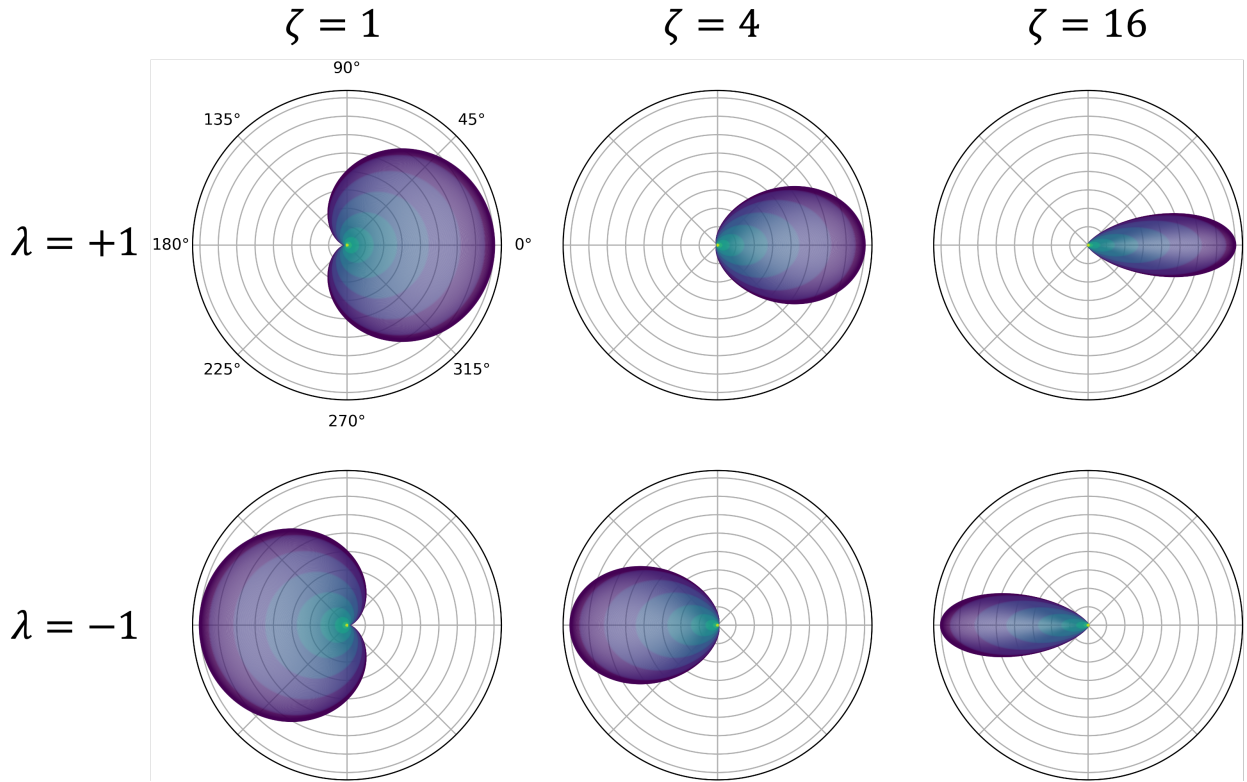 ζ = 1 ζ = 4 ζ = 16
90°
135° 45°
λ = +1 180° 0°
225° 315°
270°
λ = −1